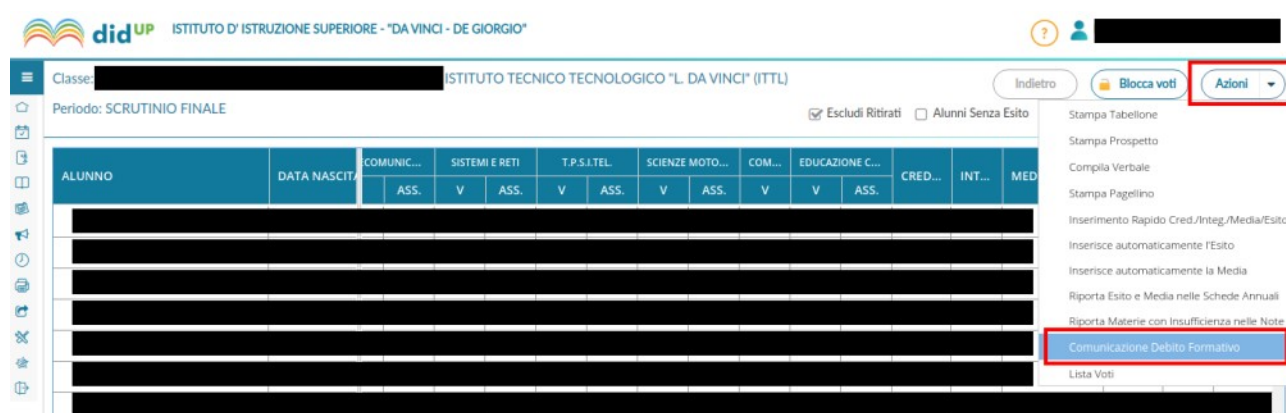 didUP ISTITUTO D' ISTRUZIONE SUPERIORE - "DA VINCI - DE GIORGIO" ?
Classe: ISTITUTO TECNICO TECNOLOGICO "L. DA VINCI" (ITTL) Indietro Blocca voti Azioni
Periodo: SCRUTINIO FINALE Escludi Ritirati Alunni Senza Esito
ALUNNO DATA NASCITA COMUNIC... SISTEMI E RETI T.P.S.I.TEL. SCIENZE MOTO... COM... EDUCAZIONE C... CRED... INT... MED
ASS. V ASS. V ASS. V ASS. V V ASS.
Stampa Tabellone
Stampa Prospetto
Compila Verbale
Stampa Pagellino
Inserimento Rapido Cred./Integ./Media/Esito
Inserisce automaticamente l'Esito
Inserisce automaticamente la Media
Riporta Esito e Media nelle Schede Annuali
Riporta Materie con Insufficienza nelle Note
Comunicazione Debito Formativo
Lista Voti